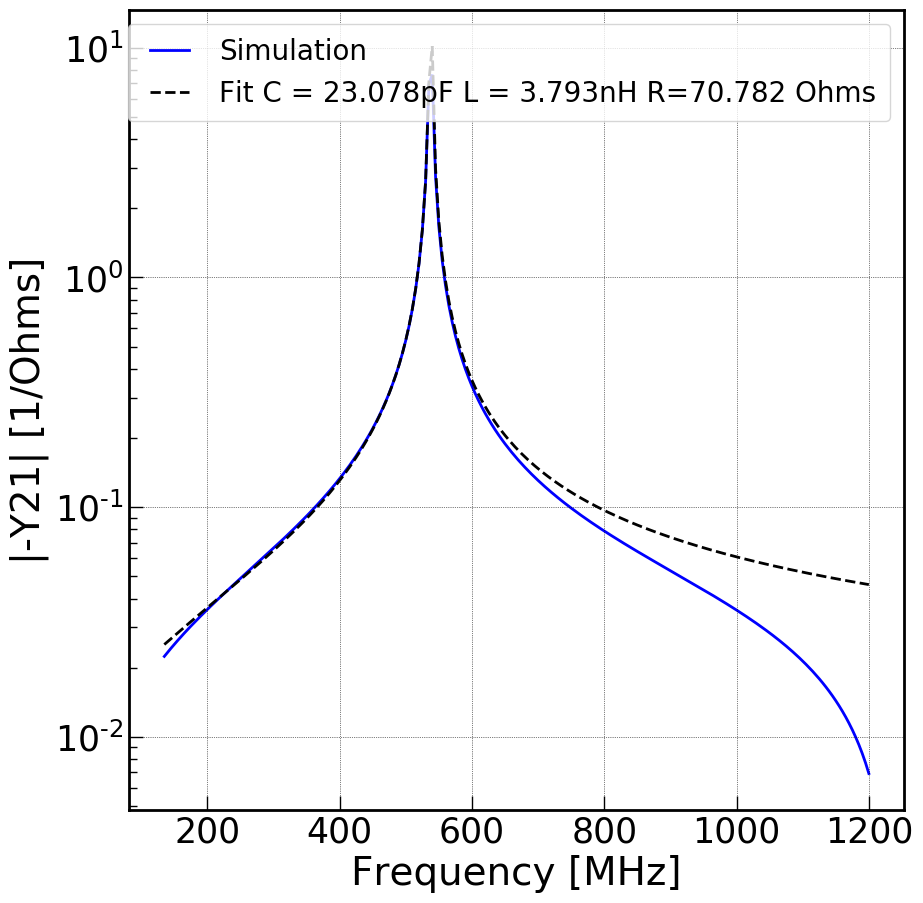 10^1
Simulation
Fit C = 23.078pF L = 3.793nH R=70.782 Ohms
10^0
10^-1
10^-2
|-Y21| [1/Ohms]
200 400 600 800 1000 1200
Frequency [MHz]